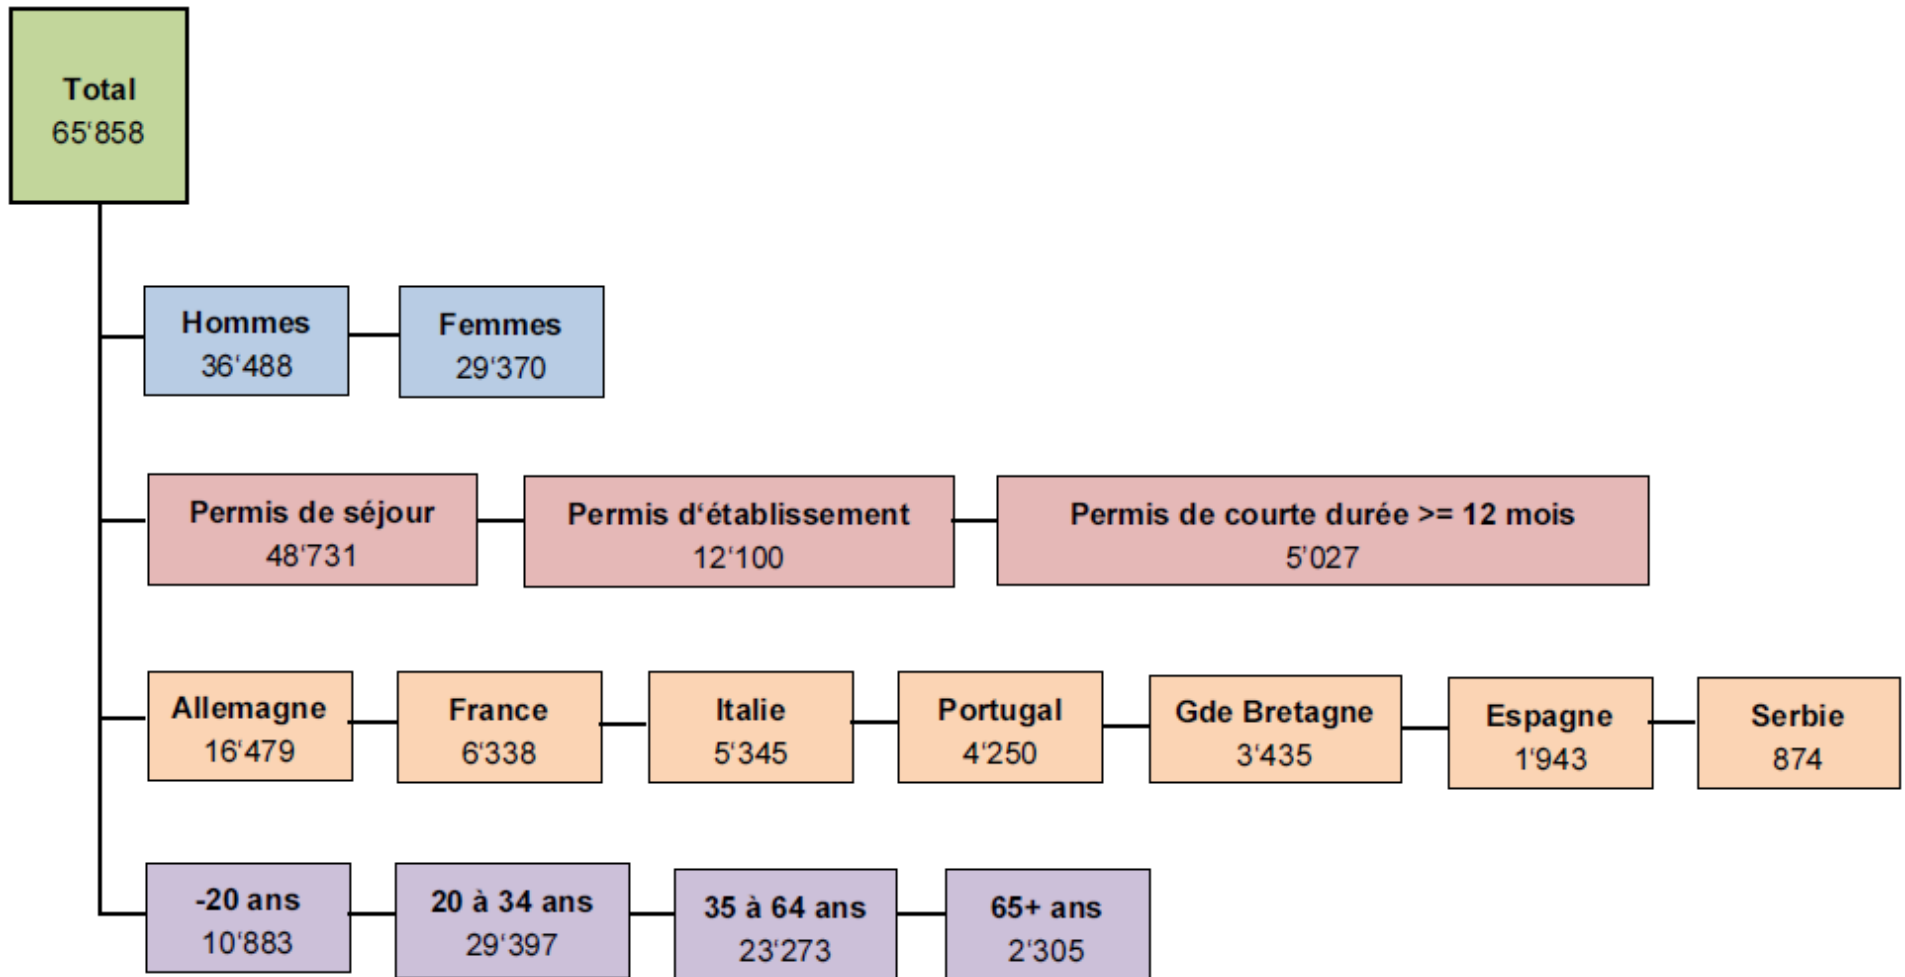 Total
65‘858
Hommes
36‘488
Femmes
29‘370
Permis de séjour
48‘731
Permis d‘établissement
12‘100
Permis de courte durée >= 12 mois
5’027
Allemagne
16‘479
France
6‘338
Italie
5‘345
Portugal
4‘250
Gde Bretagne
3‘435
Espagne
1‘943
Serbie
874
-20 ans
10‘883
20 à 34 ans
29‘397
35 à 64 ans
23‘273
65+ ans
2‘305